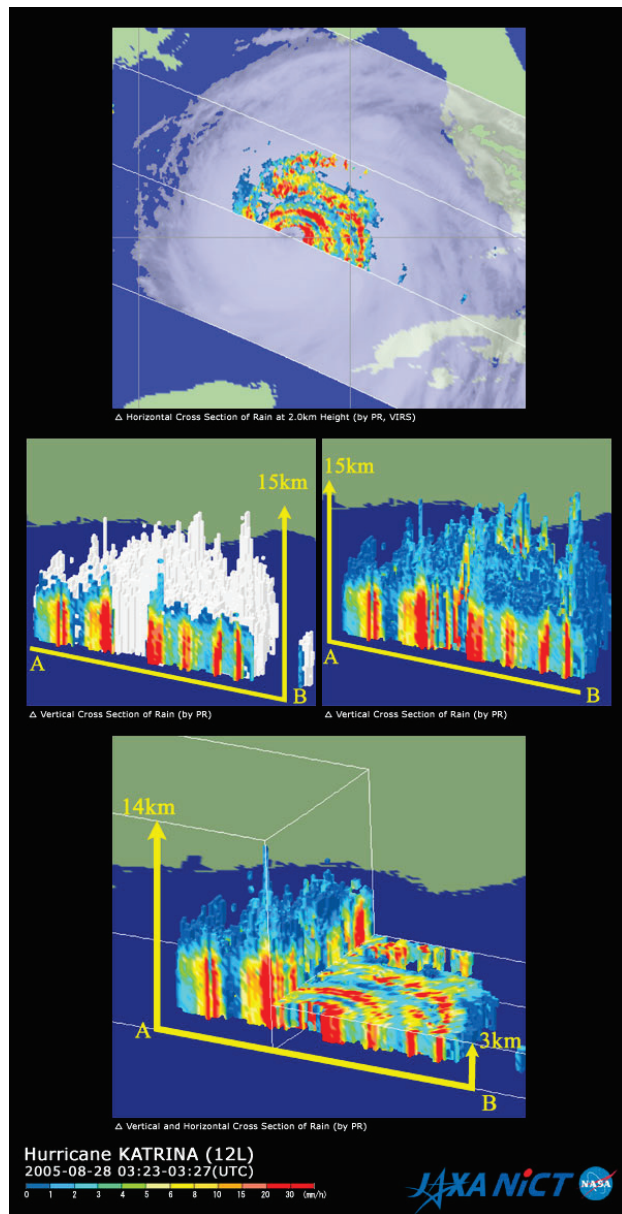 △ Horizontal Cross Section of Rain at 2.0km Height (by PR, VIRS)
15km
A
B
△ Vertical Cross Section of Rain (by PR)
15km
A
B
△ Vertical Cross Section of Rain (by PR)
14km
A
3km
B
△ Vertical and Horizontal Cross Section of Rain (by PR)
Hurricane KATRINA (12L)
2005-08-28 03:23-03:27(UTC)
0 1 2 3 4 5 6 8 10 15 20 30 (mm/h)
JAXA NiCT NASA